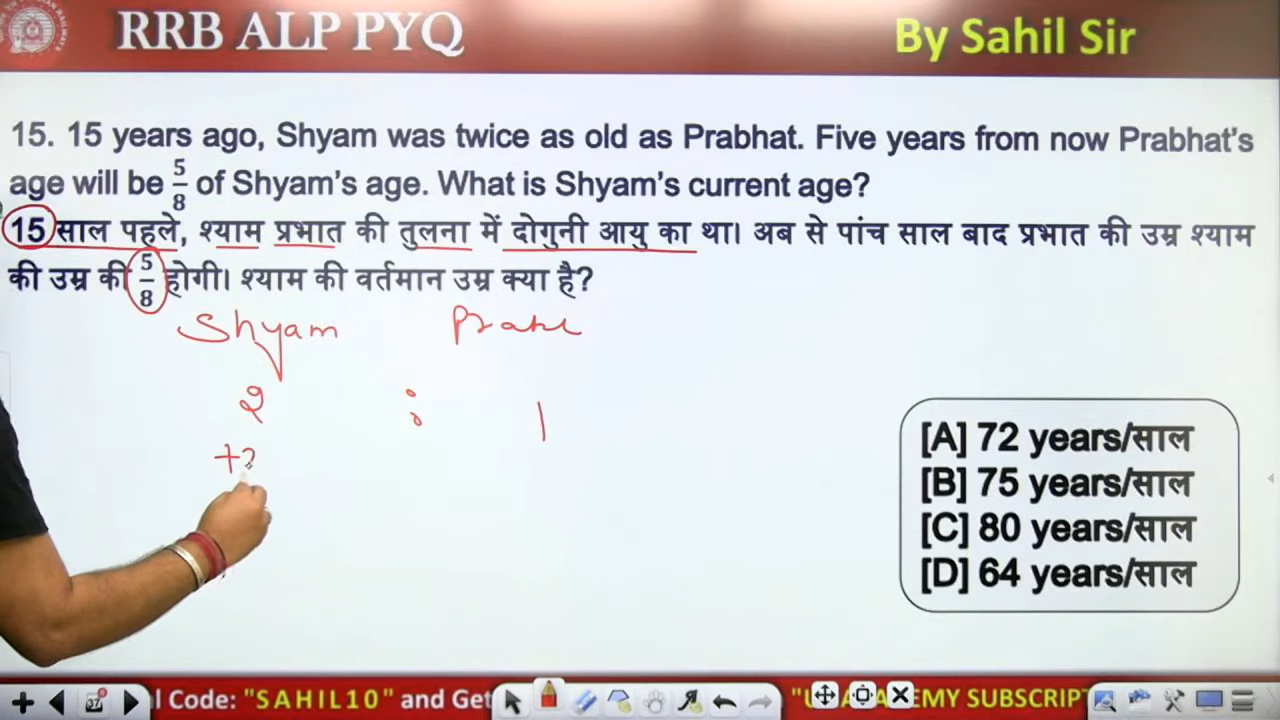 RRB ALP PYQ
By Sahil Sir
15. 15 years ago, Shyam was twice as old as Prabhat. Five years from now Prabhat's
age will be 5/8 of Shyam's age. What is Shyam's current age?
15 साल पहले, श्याम प्रभात की तुलना में दोगुनी आयु का था। अब से पांच साल बाद प्रभात की उम्र श्याम
की उम्र की 5/8 होगी। श्याम की वर्तमान उम्र क्या है?
Shyam
2 : 1
[A] 72 years/साल
[B] 75 years/साल
[C] 80 years/साल
[D] 64 years/साल
l Code: "SAHIL10" and Get
37
SUBSCRIPT